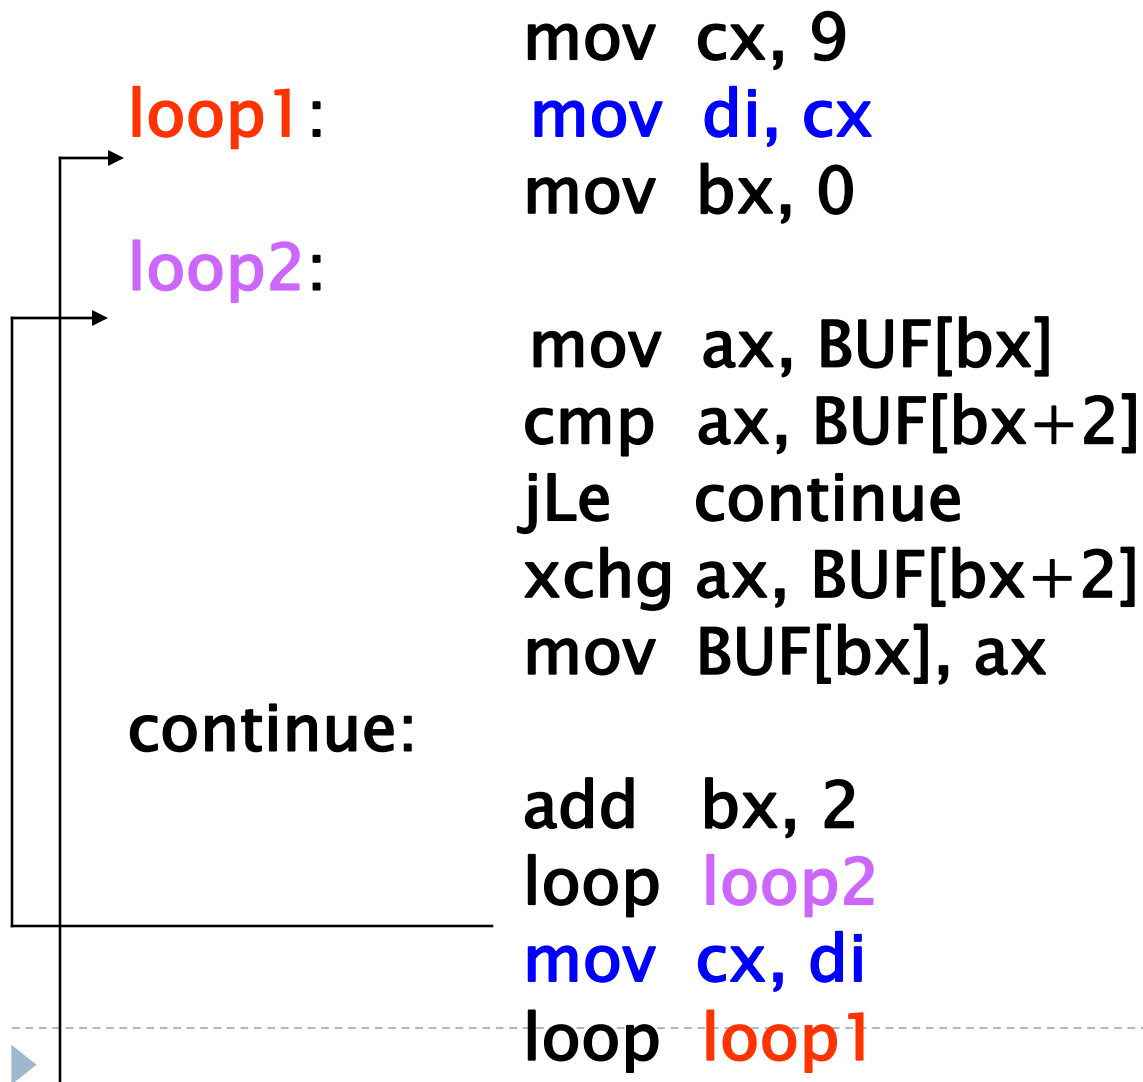 mov cx, 9
loop1: mov di, cx
mov bx, 0
loop2:
mov ax, BUF[bx]
cmp ax, BUF[bx+2]
jLe continue
xchg ax, BUF[bx+2]
mov BUF[bx], ax
continue:
add bx, 2
loop loop2
mov cx, di
loop loop1